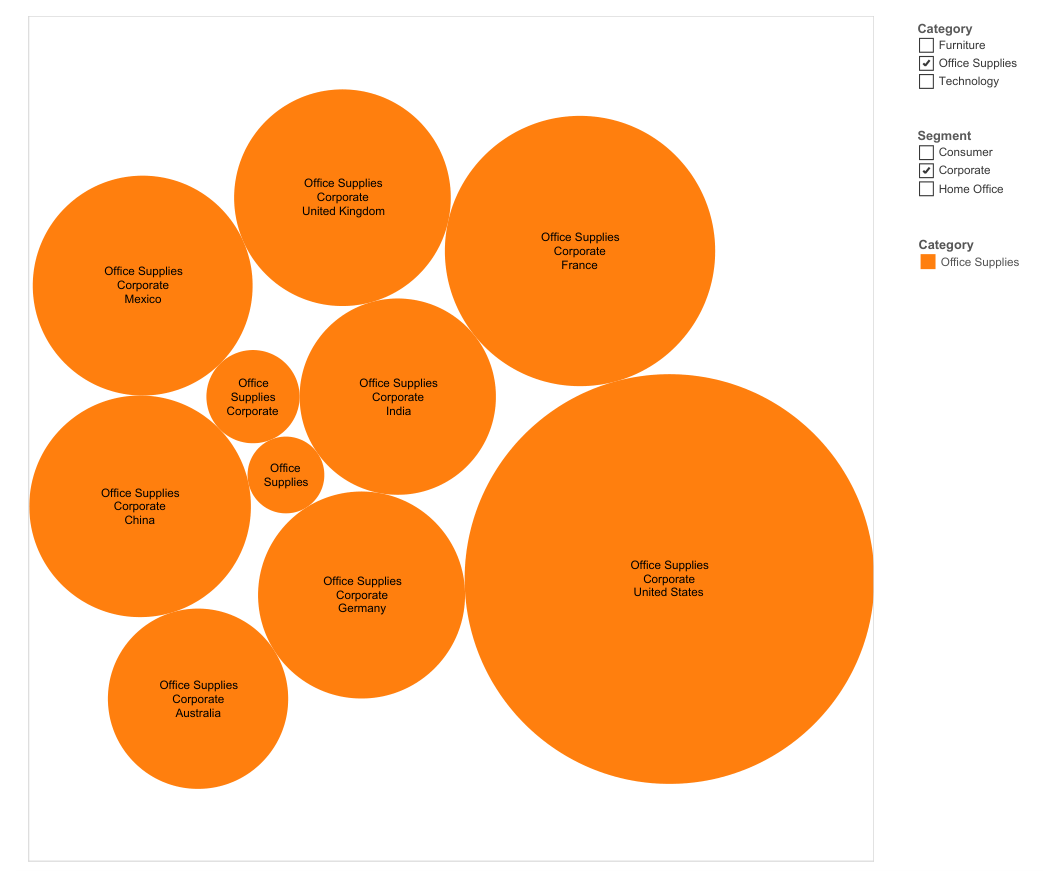 Office Supplies
Corporate
United Kingdom
Office Supplies
Corporate
France
Office Supplies
Corporate
Mexico
Office
Supplies
Corporate
Office Supplies
Corporate
India
Office
Supplies
Office Supplies
Corporate
China
Office Supplies
Corporate
Germany
Office Supplies
Corporate
United States
Office Supplies
Corporate
Australia
Category
Furniture
Office Supplies
Technology
Segment
Consumer
Corporate
Home Office
Category
Office Supplies